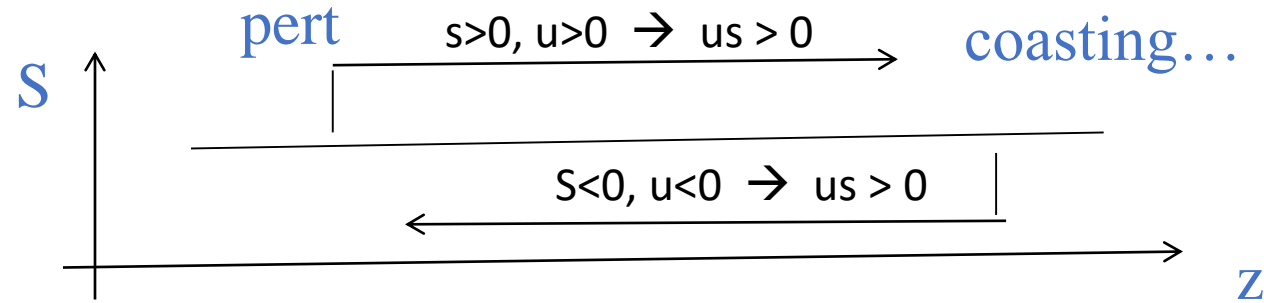 pert s>0, u>0 → us > 0 coasting…
S
S<0, u<0 → us > 0
z